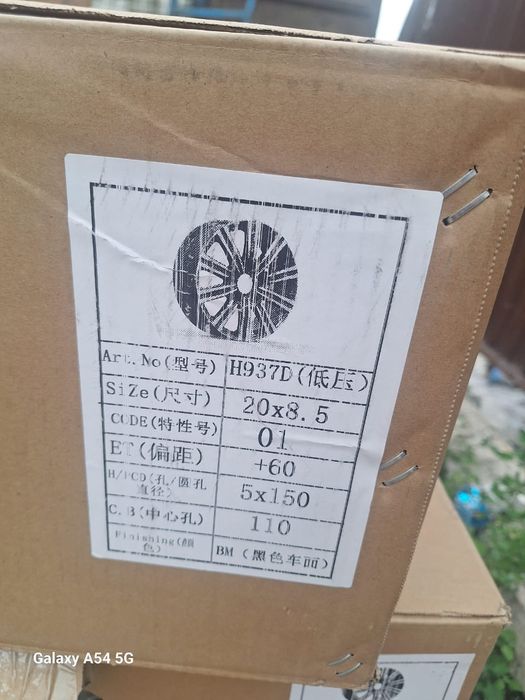 Art.No(型号) H937D(低压)
SiZe(尺寸) 20x8.5
CODE(特性号) 01
ET(偏距) +60
H/PCD(孔/圆孔直径) 5x150
C.B(中心孔) 110
Finishing(颜色) BM (黑色车面)
Galaxy A54 5G